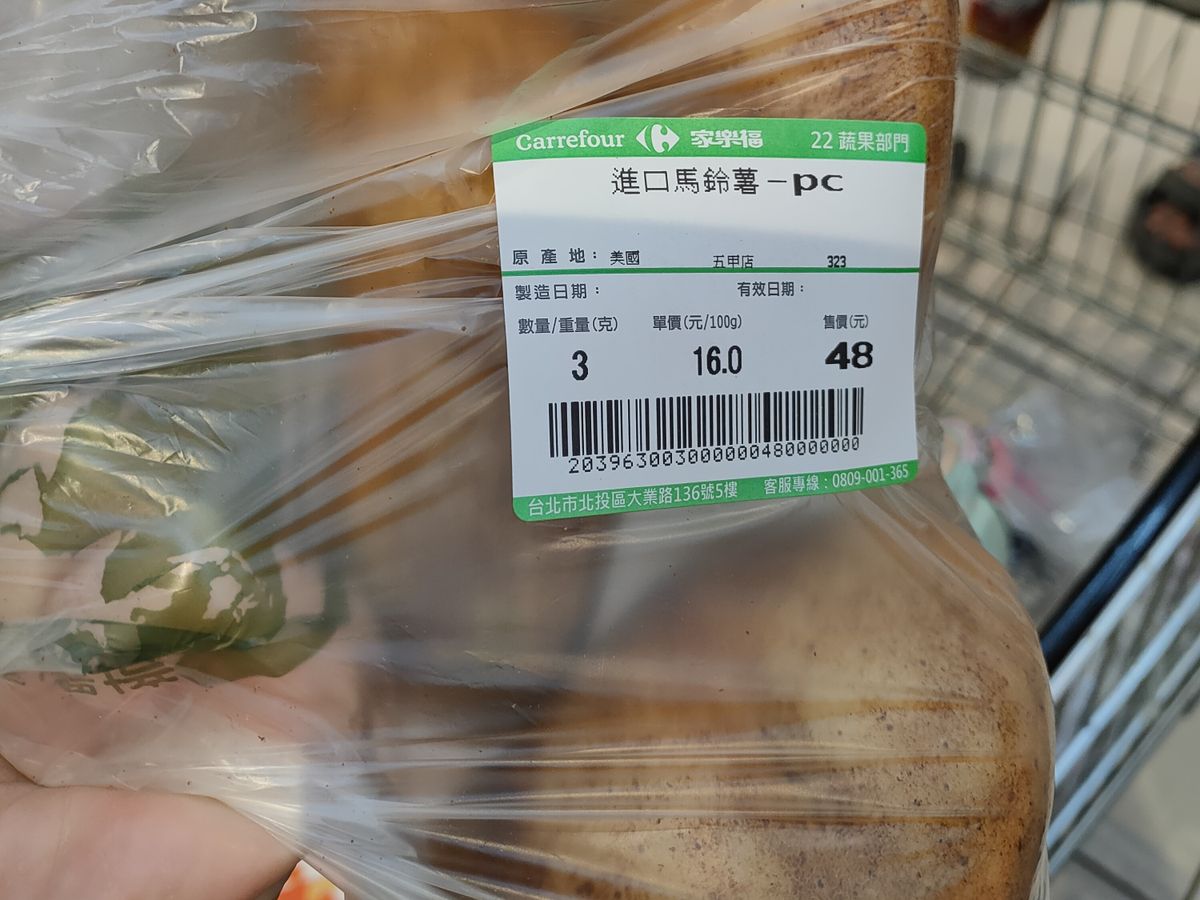 Carrefour 家樂福 22 蔬果部門
進口馬鈴薯-pc
原產地：美國 五甲店 323
製造日期： 有效日期：
數量/重量(克) 單價(元/100g) 售價(元)
3 16.0 48
2039630030000004800000000
台北市北投區大業路136號5樓 客服專線：0809-001-365